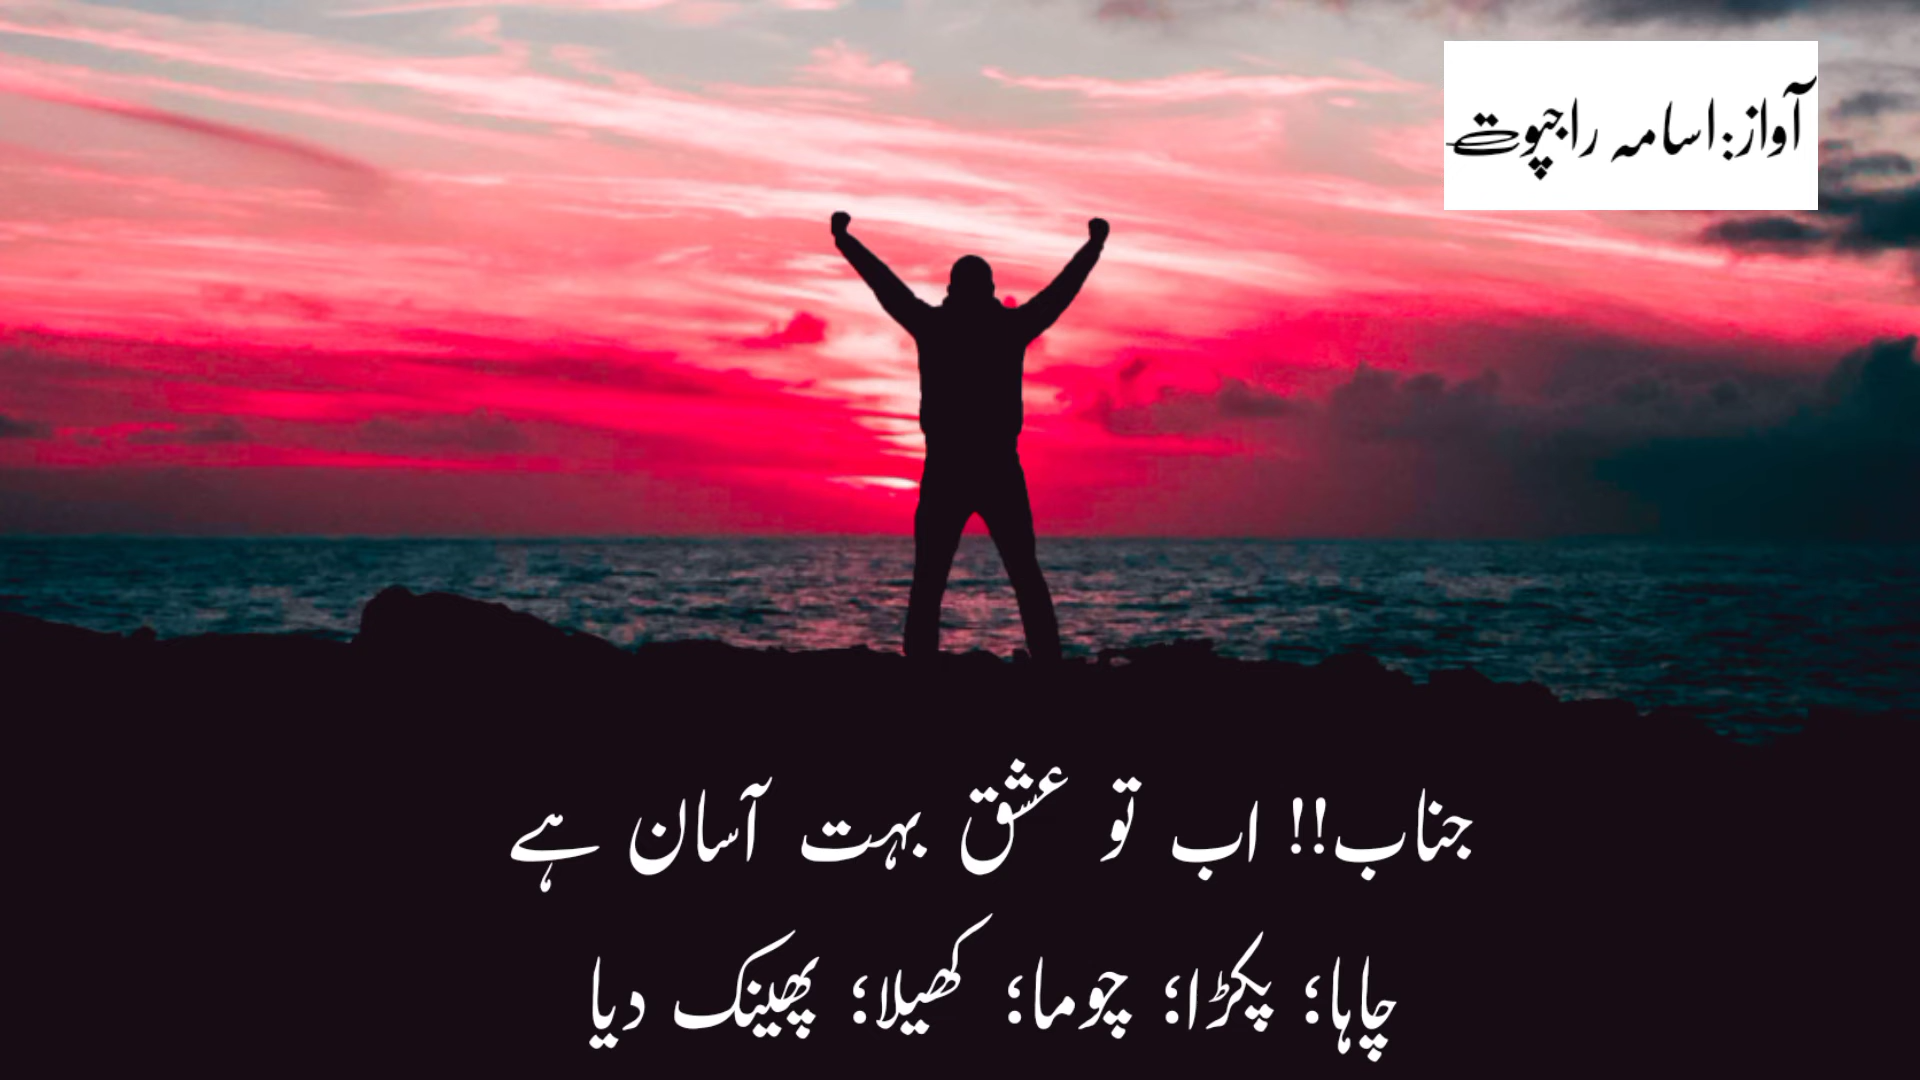 آواز:اسامہ راجپوت
جناب!! اب تو عشق بہت آسان ہے
چاہا؛ پکڑا؛ چوما؛ کھیلا؛ پھینک دیا